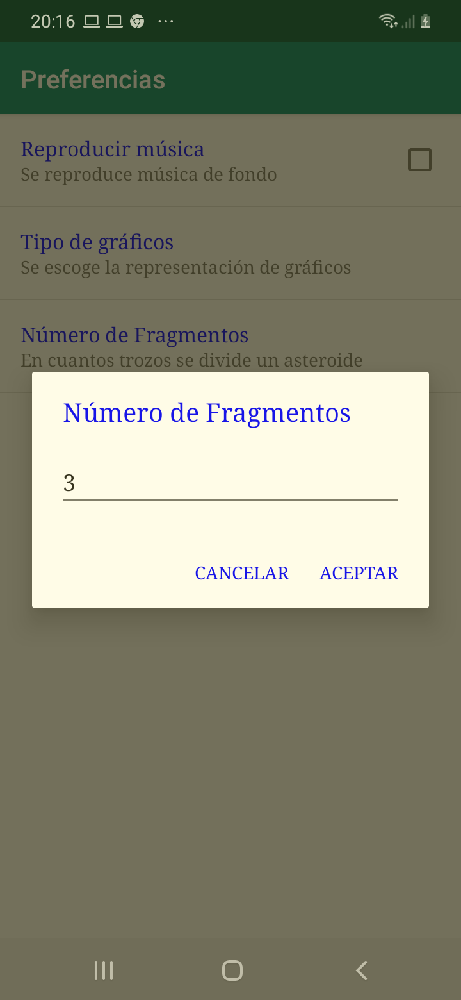 20:16
Preferencias
Reproducir música
Se reproduce música de fondo
Tipo de gráficos
Se escoge la representación de gráficos
Número de Fragmentos
En cuantos trozos se divide un asteroide
Número de Fragmentos
3
CANCELAR ACEPTAR